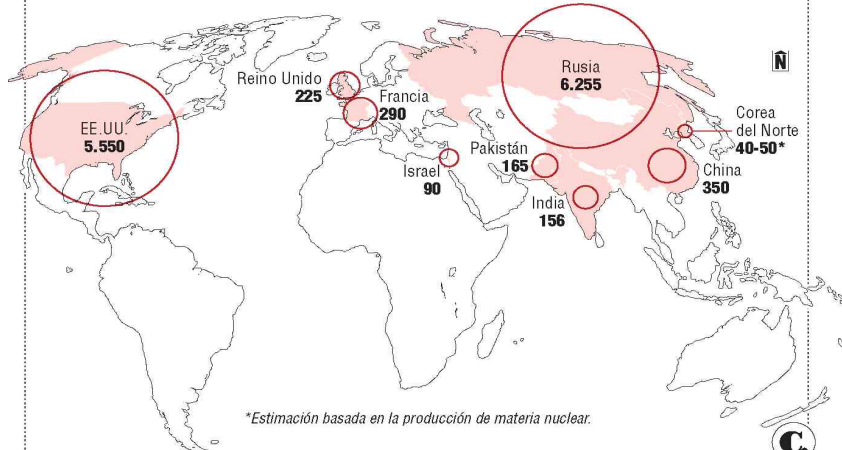 N
Rusia
6.255
Reino Unido
225
Francia
290
EE.UU.
5.550
Corea
del Norte
40-50*
Pakistán
165
Israel
90
China
350
India
156
*Estimación basada en la producción de materia nuclear.
C